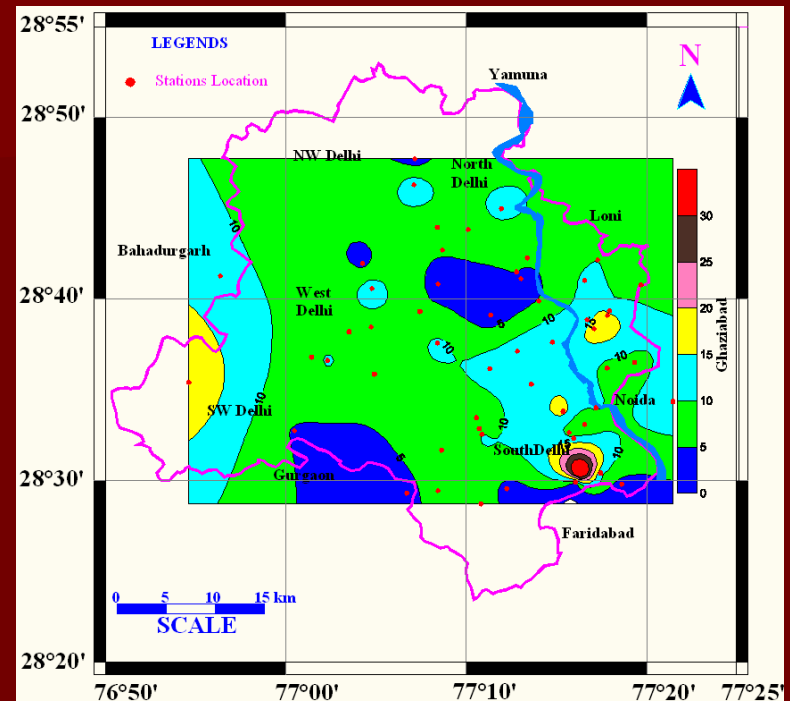 28°55'
LEGENDS
Stations Location
N
Yamuna
28°50'
NW Delhi
North
Delhi
Loni
10
30
Bahadurgarh
25
28°40'
West
Delhi
5
15
20
Ghaziabad
10
10
15
10
10
SW Delhi
Noida
10
5
South Delhi
10
15
5
28°30'
Gurgaon
0
Faridabad
0 5 10 15 km
SCALE
28°20'
76°50' 77°00' 77°10' 77°20' 77°25'